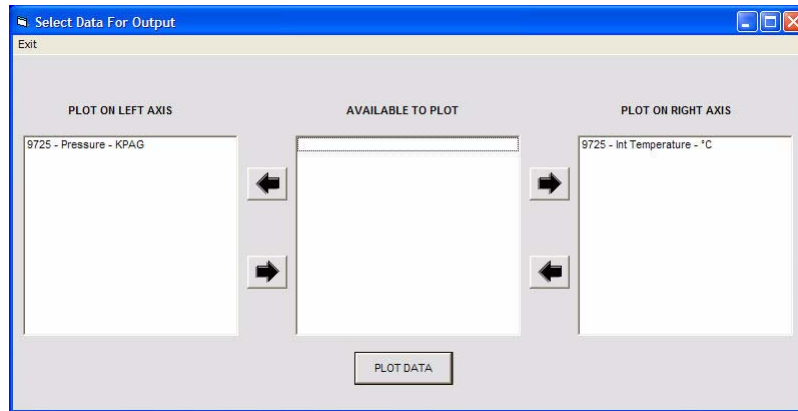 Select Data For Output
Exit
PLOT ON LEFT AXIS
AVAILABLE TO PLOT
PLOT ON RIGHT AXIS
9725 - Pressure - KPAG
9725 - Int Temperature - °C
PLOT DATA